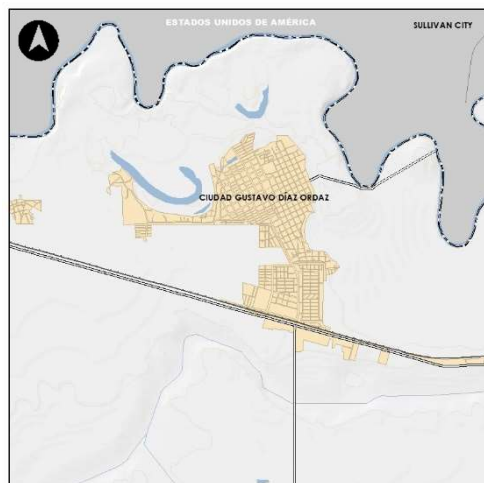 ESTADOS UNIDOS DE AMÉRICA
SULLIVAN CITY
CIUDAD GUSTAVO DÍAZ ORDAZ